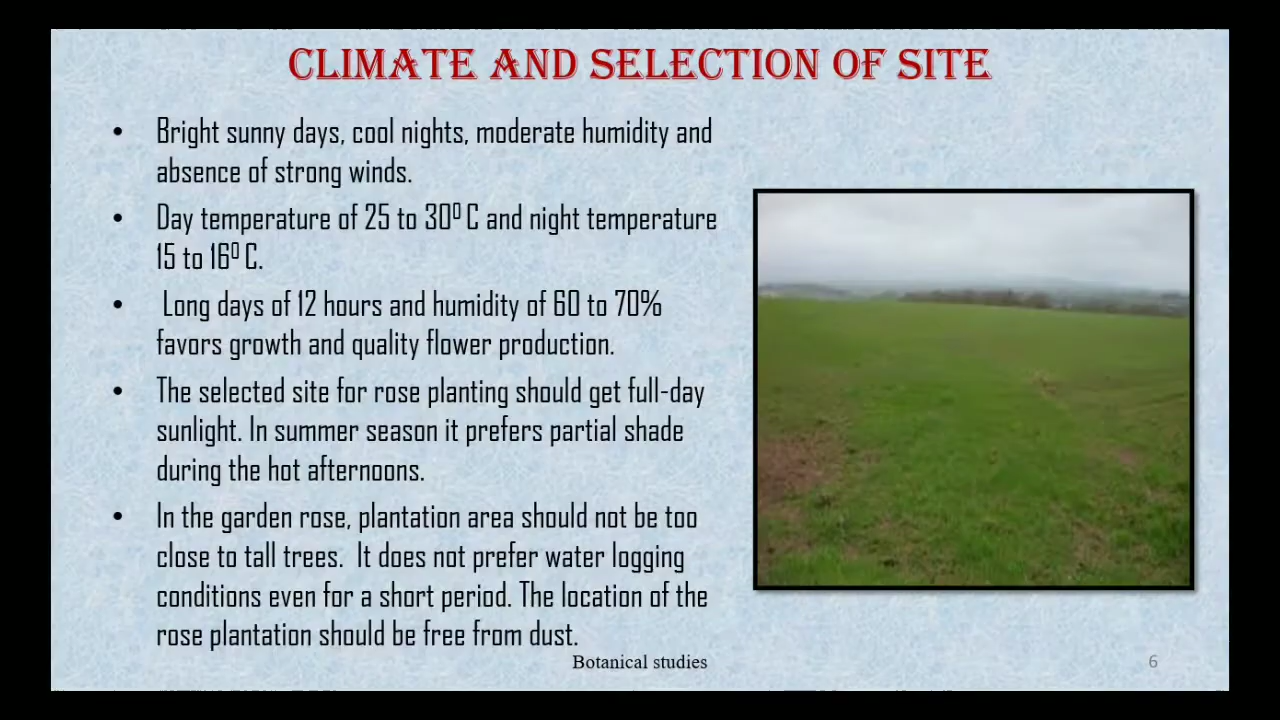 CLIMATE AND SELECTION OF SITE
• Bright sunny days, cool nights, moderate humidity and
absence of strong winds.
• Day temperature of 25 to 30⁰ C and night temperature
15 to 16⁰ C.
• Long days of 12 hours and humidity of 60 to 70%
favors growth and quality flower production.
• The selected site for rose planting should get full-day
sunlight. In summer season it prefers partial shade
during the hot afternoons.
• In the garden rose, plantation area should not be too
close to tall trees. It does not prefer water logging
conditions even for a short period. The location of the
rose plantation should be free from dust.
Botanical studies
6